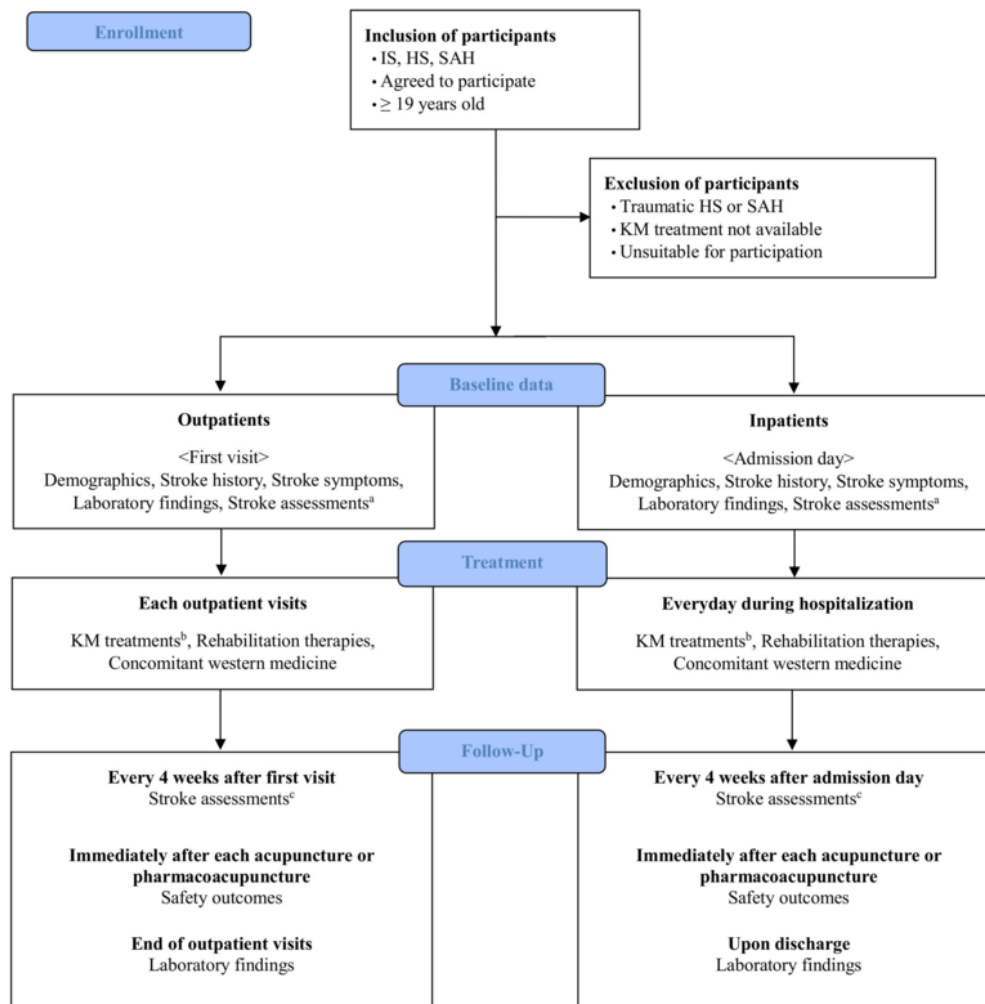 Enrollment
Inclusion of participants
• IS, HS, SAH
• Agreed to participate
• ≥ 19 years old
Exclusion of participants
• Traumatic HS or SAH
• KM treatment not available
• Unsuitable for participation
Baseline data
Outpatients
<First visit>
Demographics, Stroke history, Stroke symptoms,
Laboratory findings, Stroke assessmentsᵃ
Inpatients
<Admission day>
Demographics, Stroke history, Stroke symptoms,
Laboratory findings, Stroke assessmentsᵃ
Treatment
Each outpatient visits
KM treatmentsᵇ, Rehabilitation therapies,
Concomitant western medicine
Everyday during hospitalization
KM treatmentsᵇ, Rehabilitation therapies,
Concomitant western medicine
Follow-Up
Every 4 weeks after first visit
Stroke assessmentsᶜ
Immediately after each acupuncture or
pharmacoacupuncture
Safety outcomes
End of outpatient visits
Laboratory findings
Every 4 weeks after admission day
Stroke assessmentsᶜ
Immediately after each acupuncture or
pharmacoacupuncture
Safety outcomes
Upon discharge
Laboratory findings